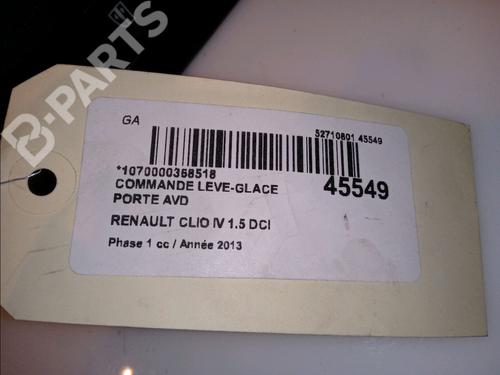 B-PARTS
GA
52710801 45549
*1070000368518
COMMANDE LEVE-GLACE
45549
PORTE AVD
RENAULT CLIO IV 1.5 DCI
Phase 1 cc / Année 2013